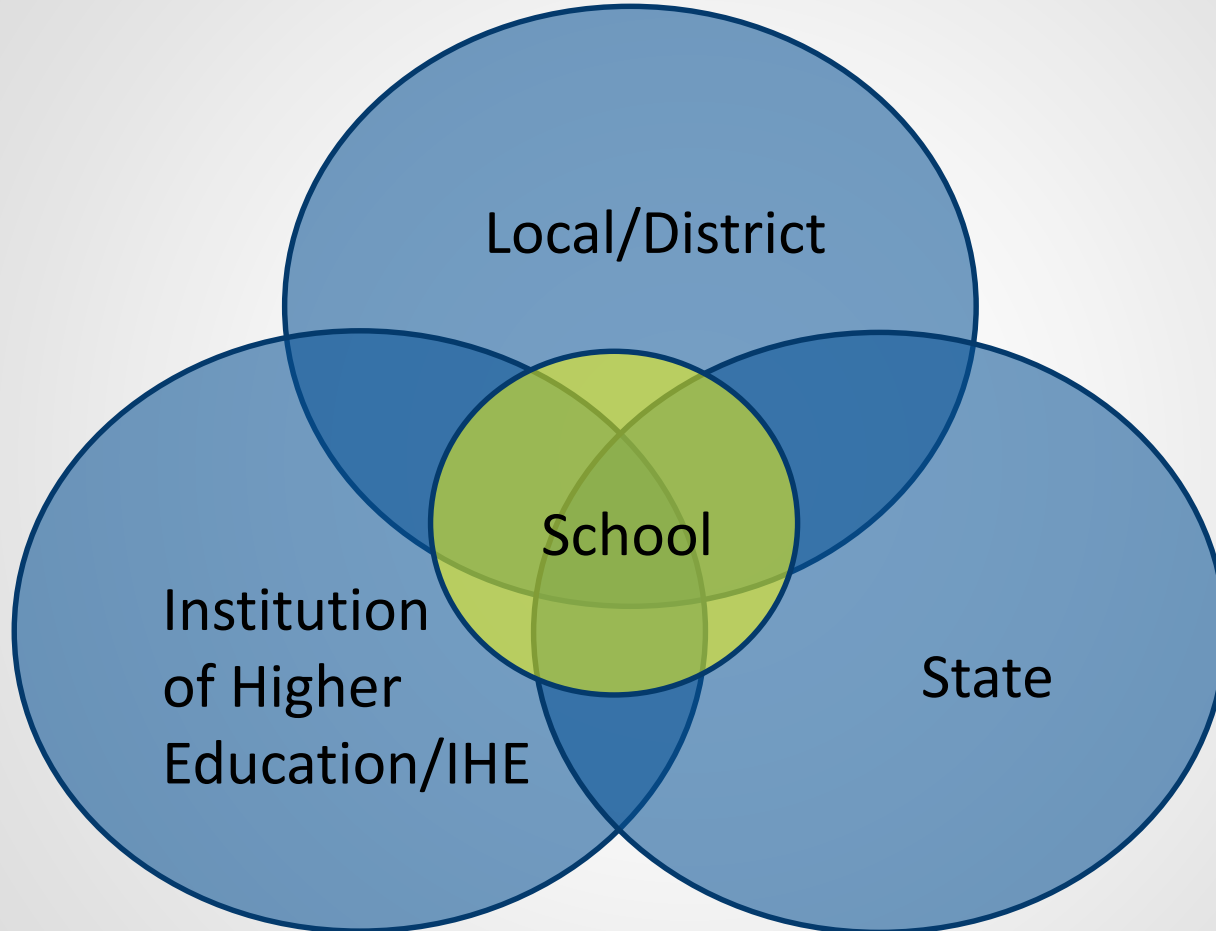 Local/District
School
Institution
of Higher
Education/IHE
State